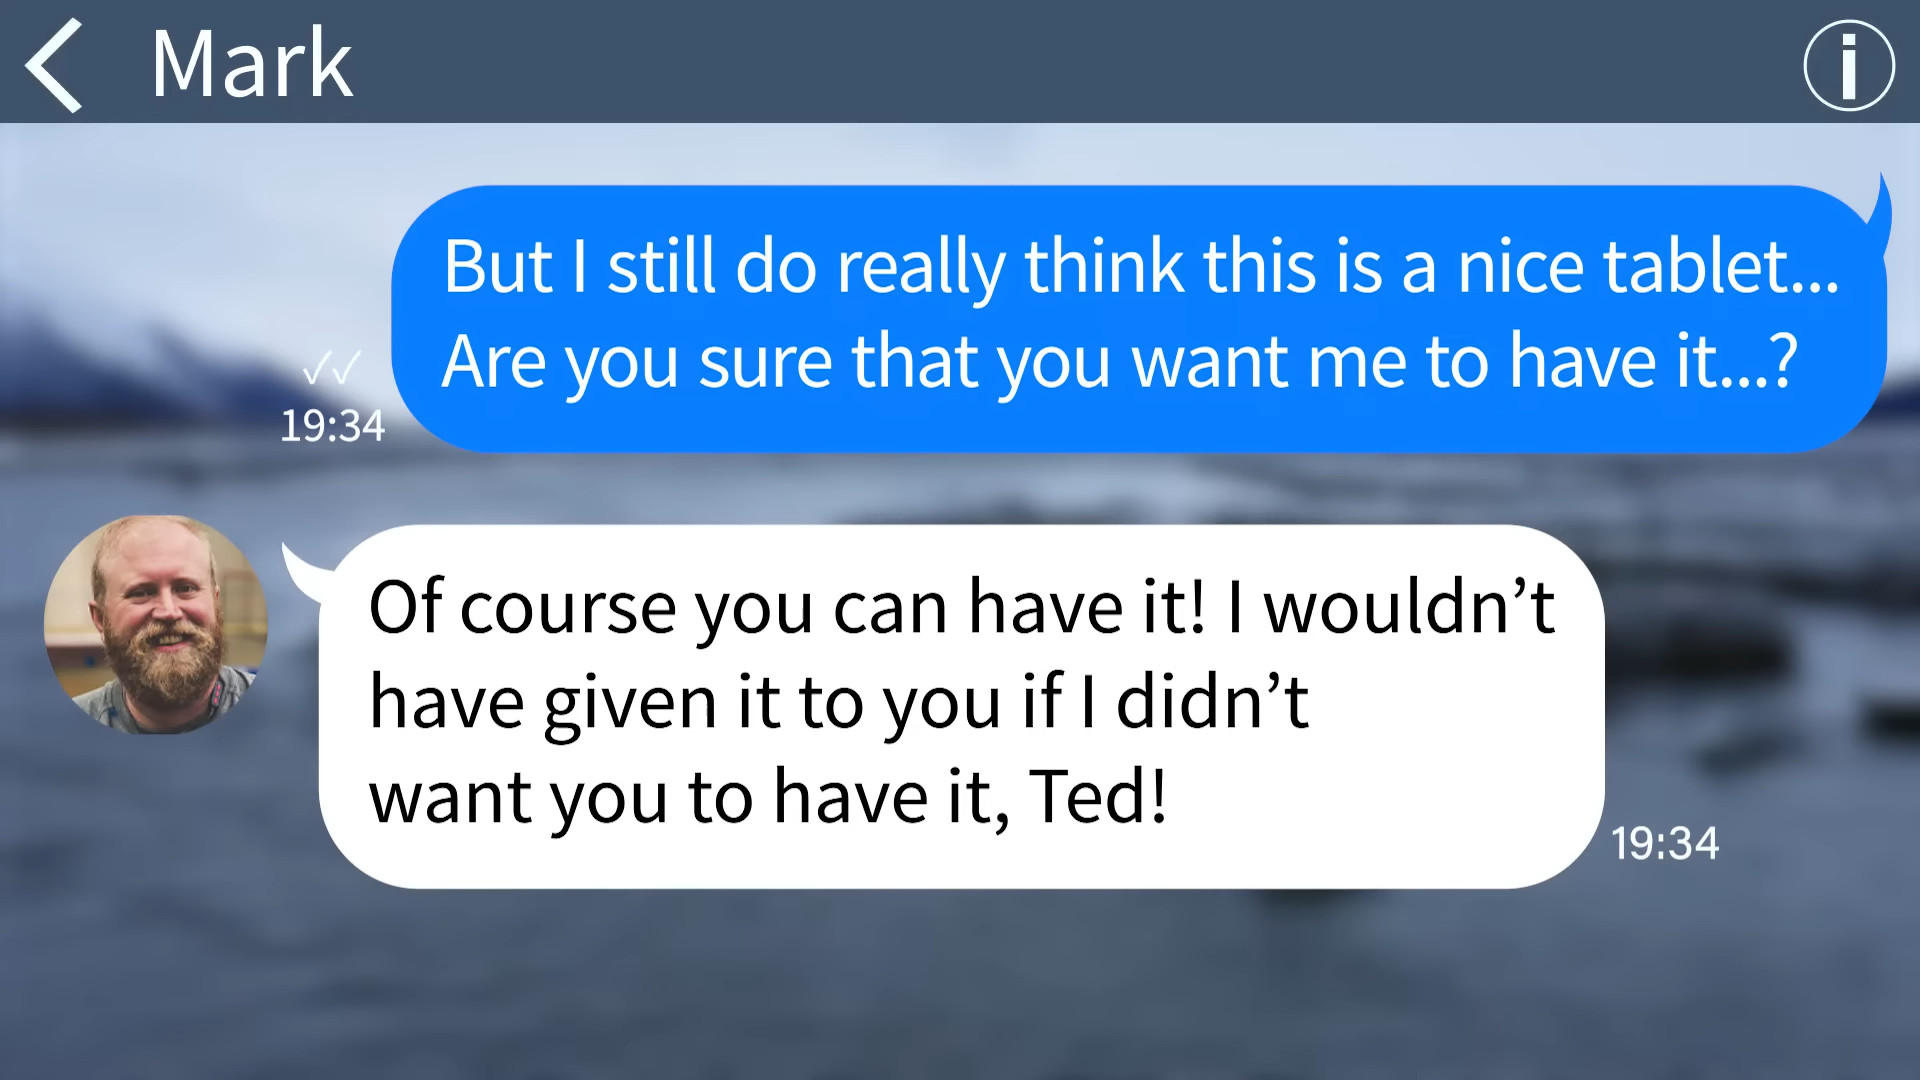 Mark
But I still do really think this is a nice tablet...
Are you sure that you want me to have it...?
19:34
Of course you can have it! I wouldn’t
have given it to you if I didn’t
want you to have it, Ted!
19:34